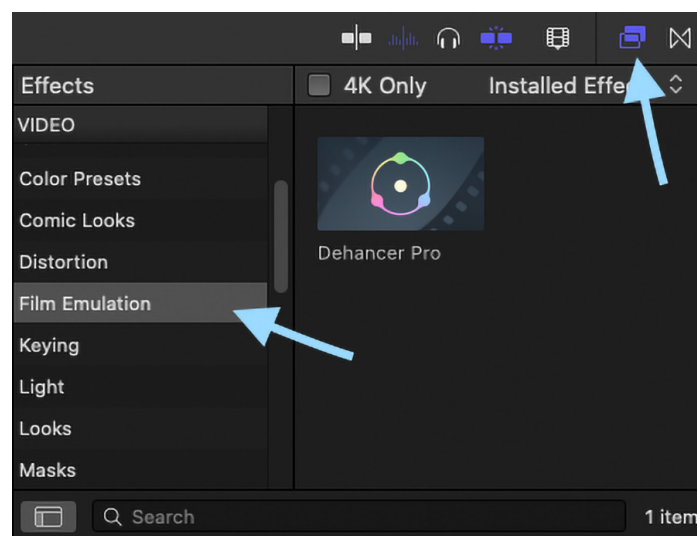 Effects
4K Only
Installed Effe
VIDEO
Color Presets
Comic Looks
Distortion
Film Emulation
Keying
Light
Looks
Masks
Dehancer Pro
Search
1 item